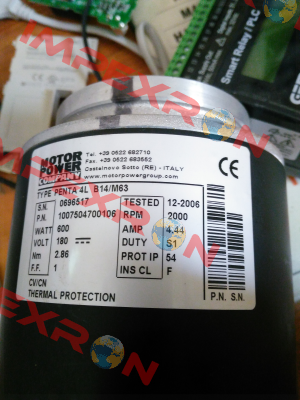 IMPEXRON
Smart Relay / PLC
MOTOR POWER COMPANY
Tel. +39 0522 682710
Fax. +39 0522 683552
Castelnovo Sotto (RE) - ITALY
www.motorpowergroup.com
TYPE PENTA 4L B14/M63
S.N. 0696517 TESTED 12-2006
P.N. 1007504700106 RPM 2000
WATT 600 AMP 4.44
VOLT 180 DUTY S1
Nm 2.86 PROT IP 54
F.F. 1 INS CL F
CV/CN
THERMAL PROTECTION P.N. S.N.
CE
IMPEXRON